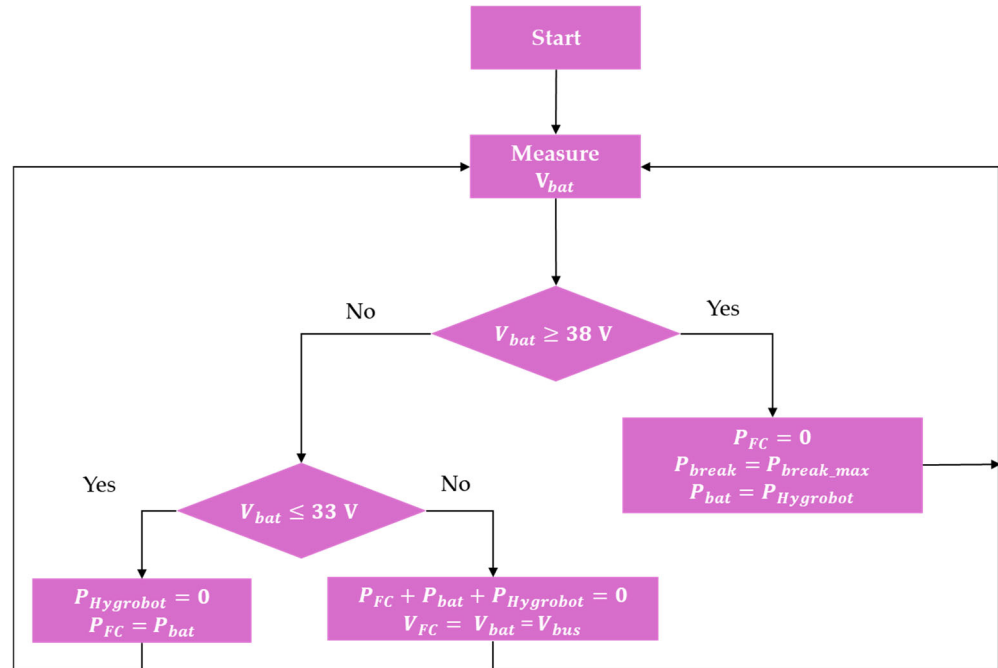 Start
Measure
V_bat
No
Yes
V_bat ≥ 38 V
P_FC = 0
P_break = P_break_max
P_bat = P_Hygrobot
Yes
No
V_bat ≤ 33 V
P_Hygrobot = 0
P_FC = P_bat
P_FC + P_bat + P_Hygrobot = 0
V_FC = V_bat = V_bus